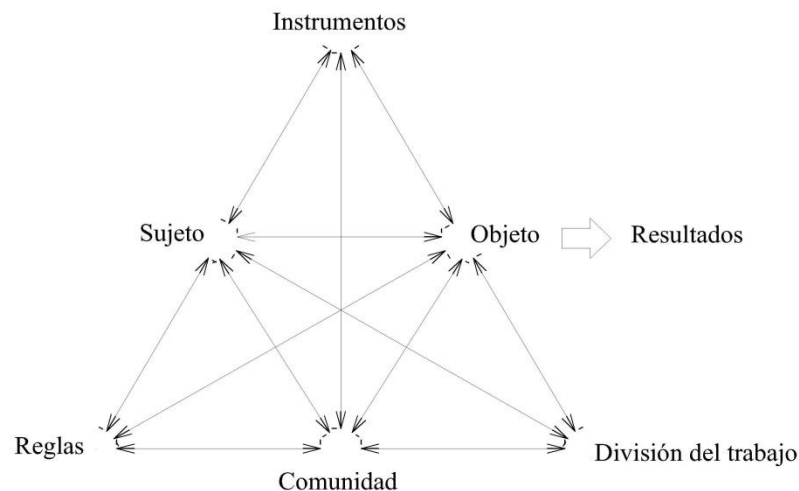 Instrumentos
Sujeto
Objeto
Resultados
Reglas
Comunidad
División del trabajo